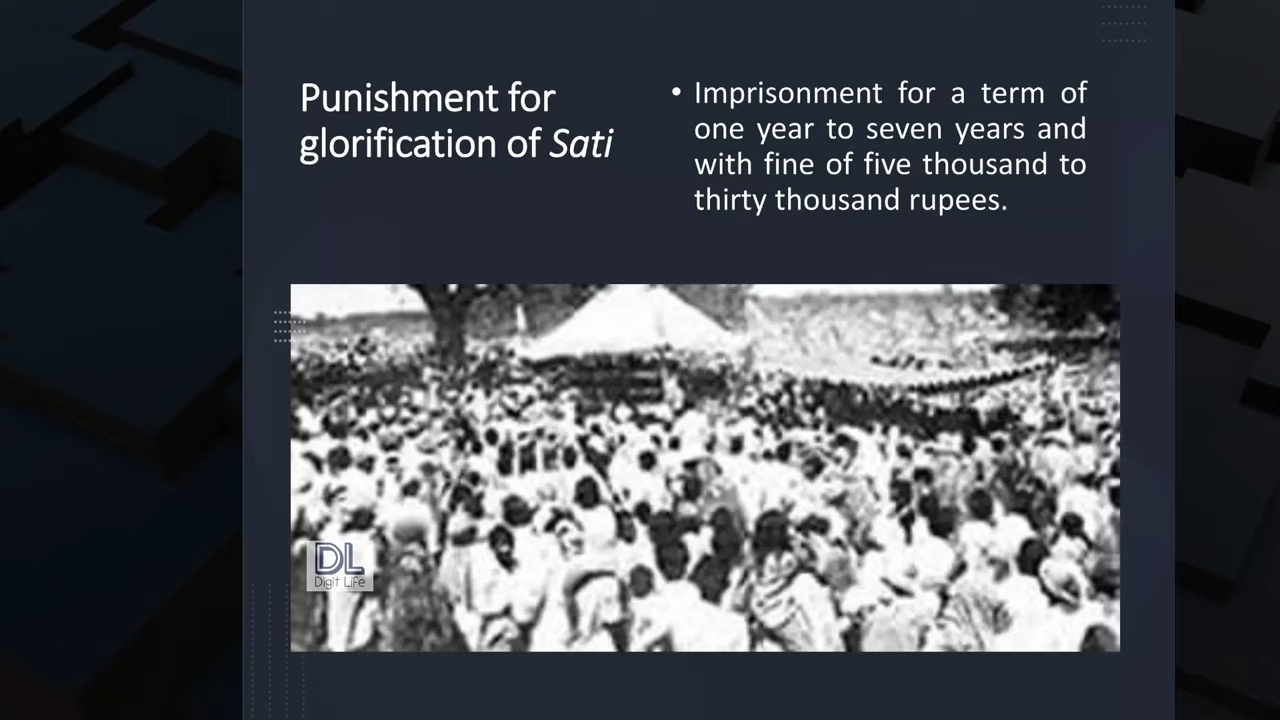 Punishment for
glorification of Sati
• Imprisonment for a term of
one year to seven years and
with fine of five thousand to
thirty thousand rupees.
DL
Digit Life